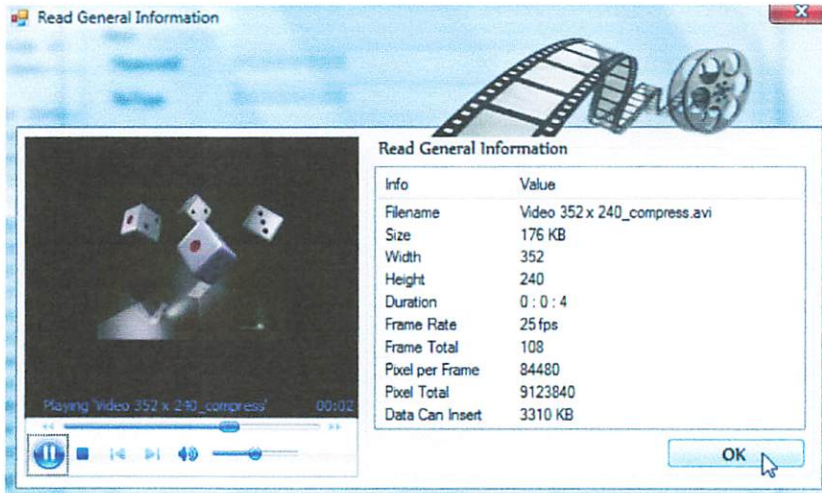 Read General Information
Read General Information
Info Value
Filename Video 352 x 240_compress.avi
Size 176 KB
Width 352
Height 240
Duration 0 : 0 : 4
Frame Rate 25 fps
Frame Total 108
Pixel per Frame 84480
Pixel Total 9123840
Data Can Insert 3310 KB
Playing 'Video 352 x 240_compress' 00:02
OK